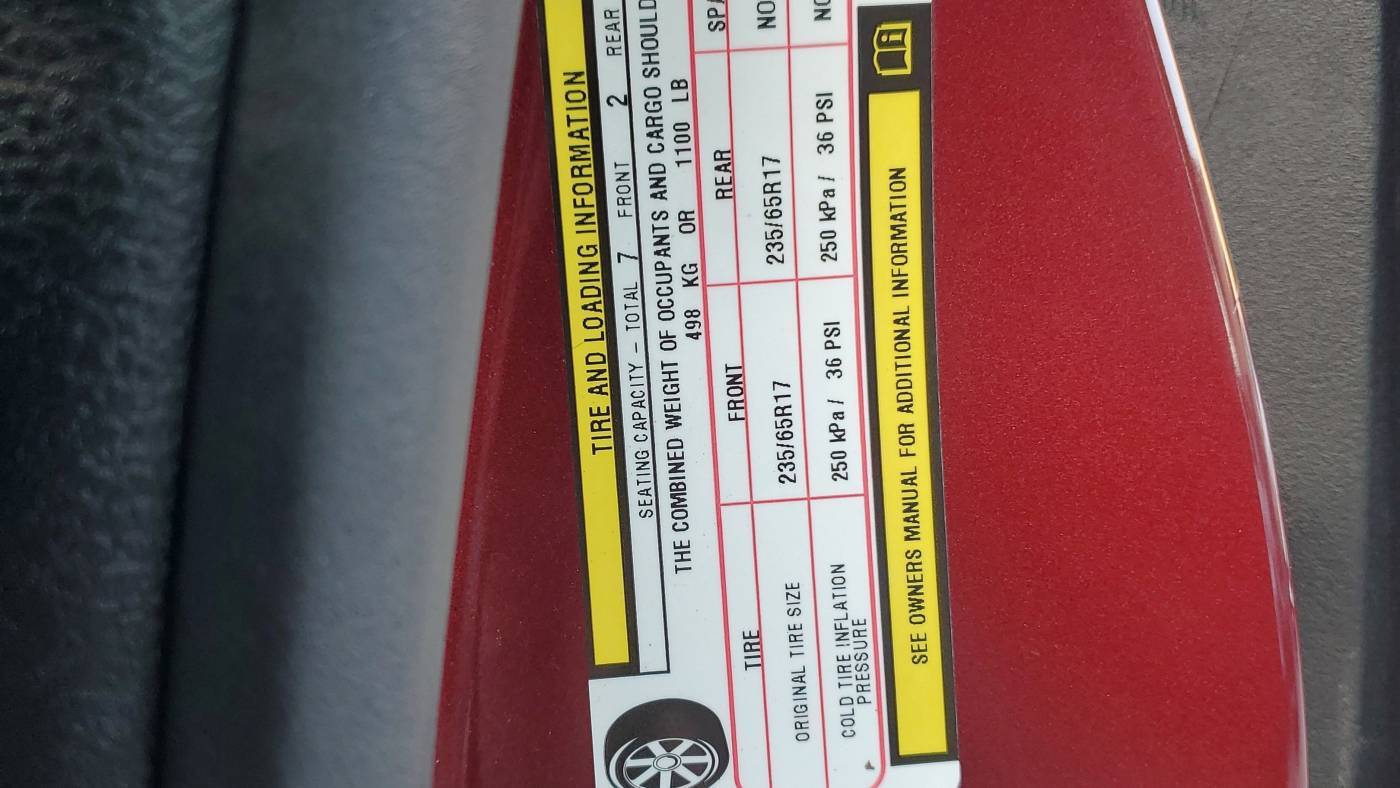 TIRE AND LOADING INFORMATION
SEATING CAPACITY – TOTAL 7 FRONT 2 REAR
THE COMBINED WEIGHT OF OCCUPANTS AND CARGO SHOULD
498 KG OR 1100 LB
TIRE FRONT REAR
ORIGINAL TIRE SIZE 235/65R17 235/65R17
COLD TIRE INFLATION PRESSURE 250 kPa / 36 PSI 250 kPa / 36 PSI
SEE OWNERS MANUAL FOR ADDITIONAL INFORMATION